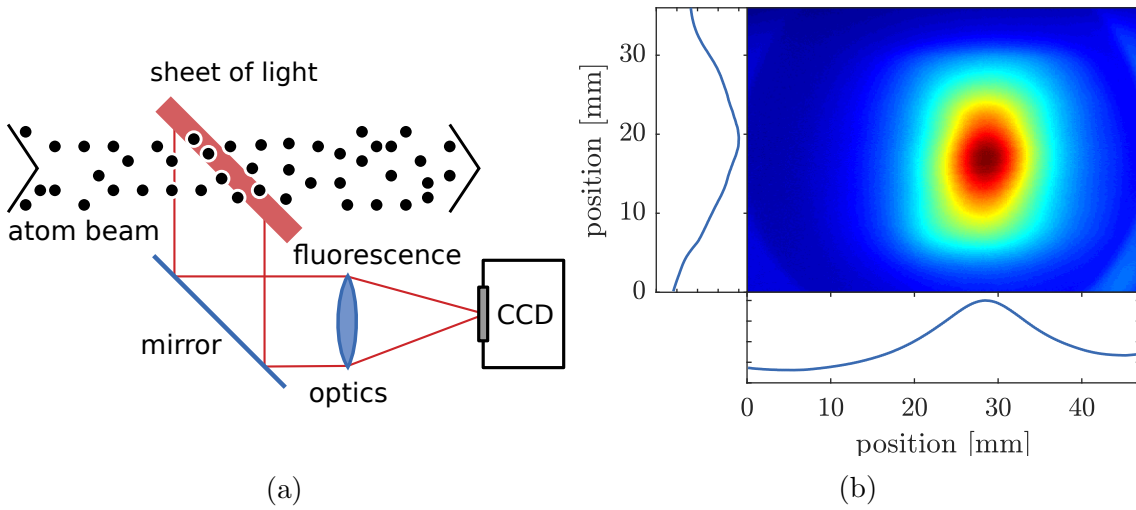 sheet of light
atom beam
fluorescence
mirror
optics
CCD
(a)
position [mm]
30
20
10
0
0
10
20
30
40
position [mm]
(b)